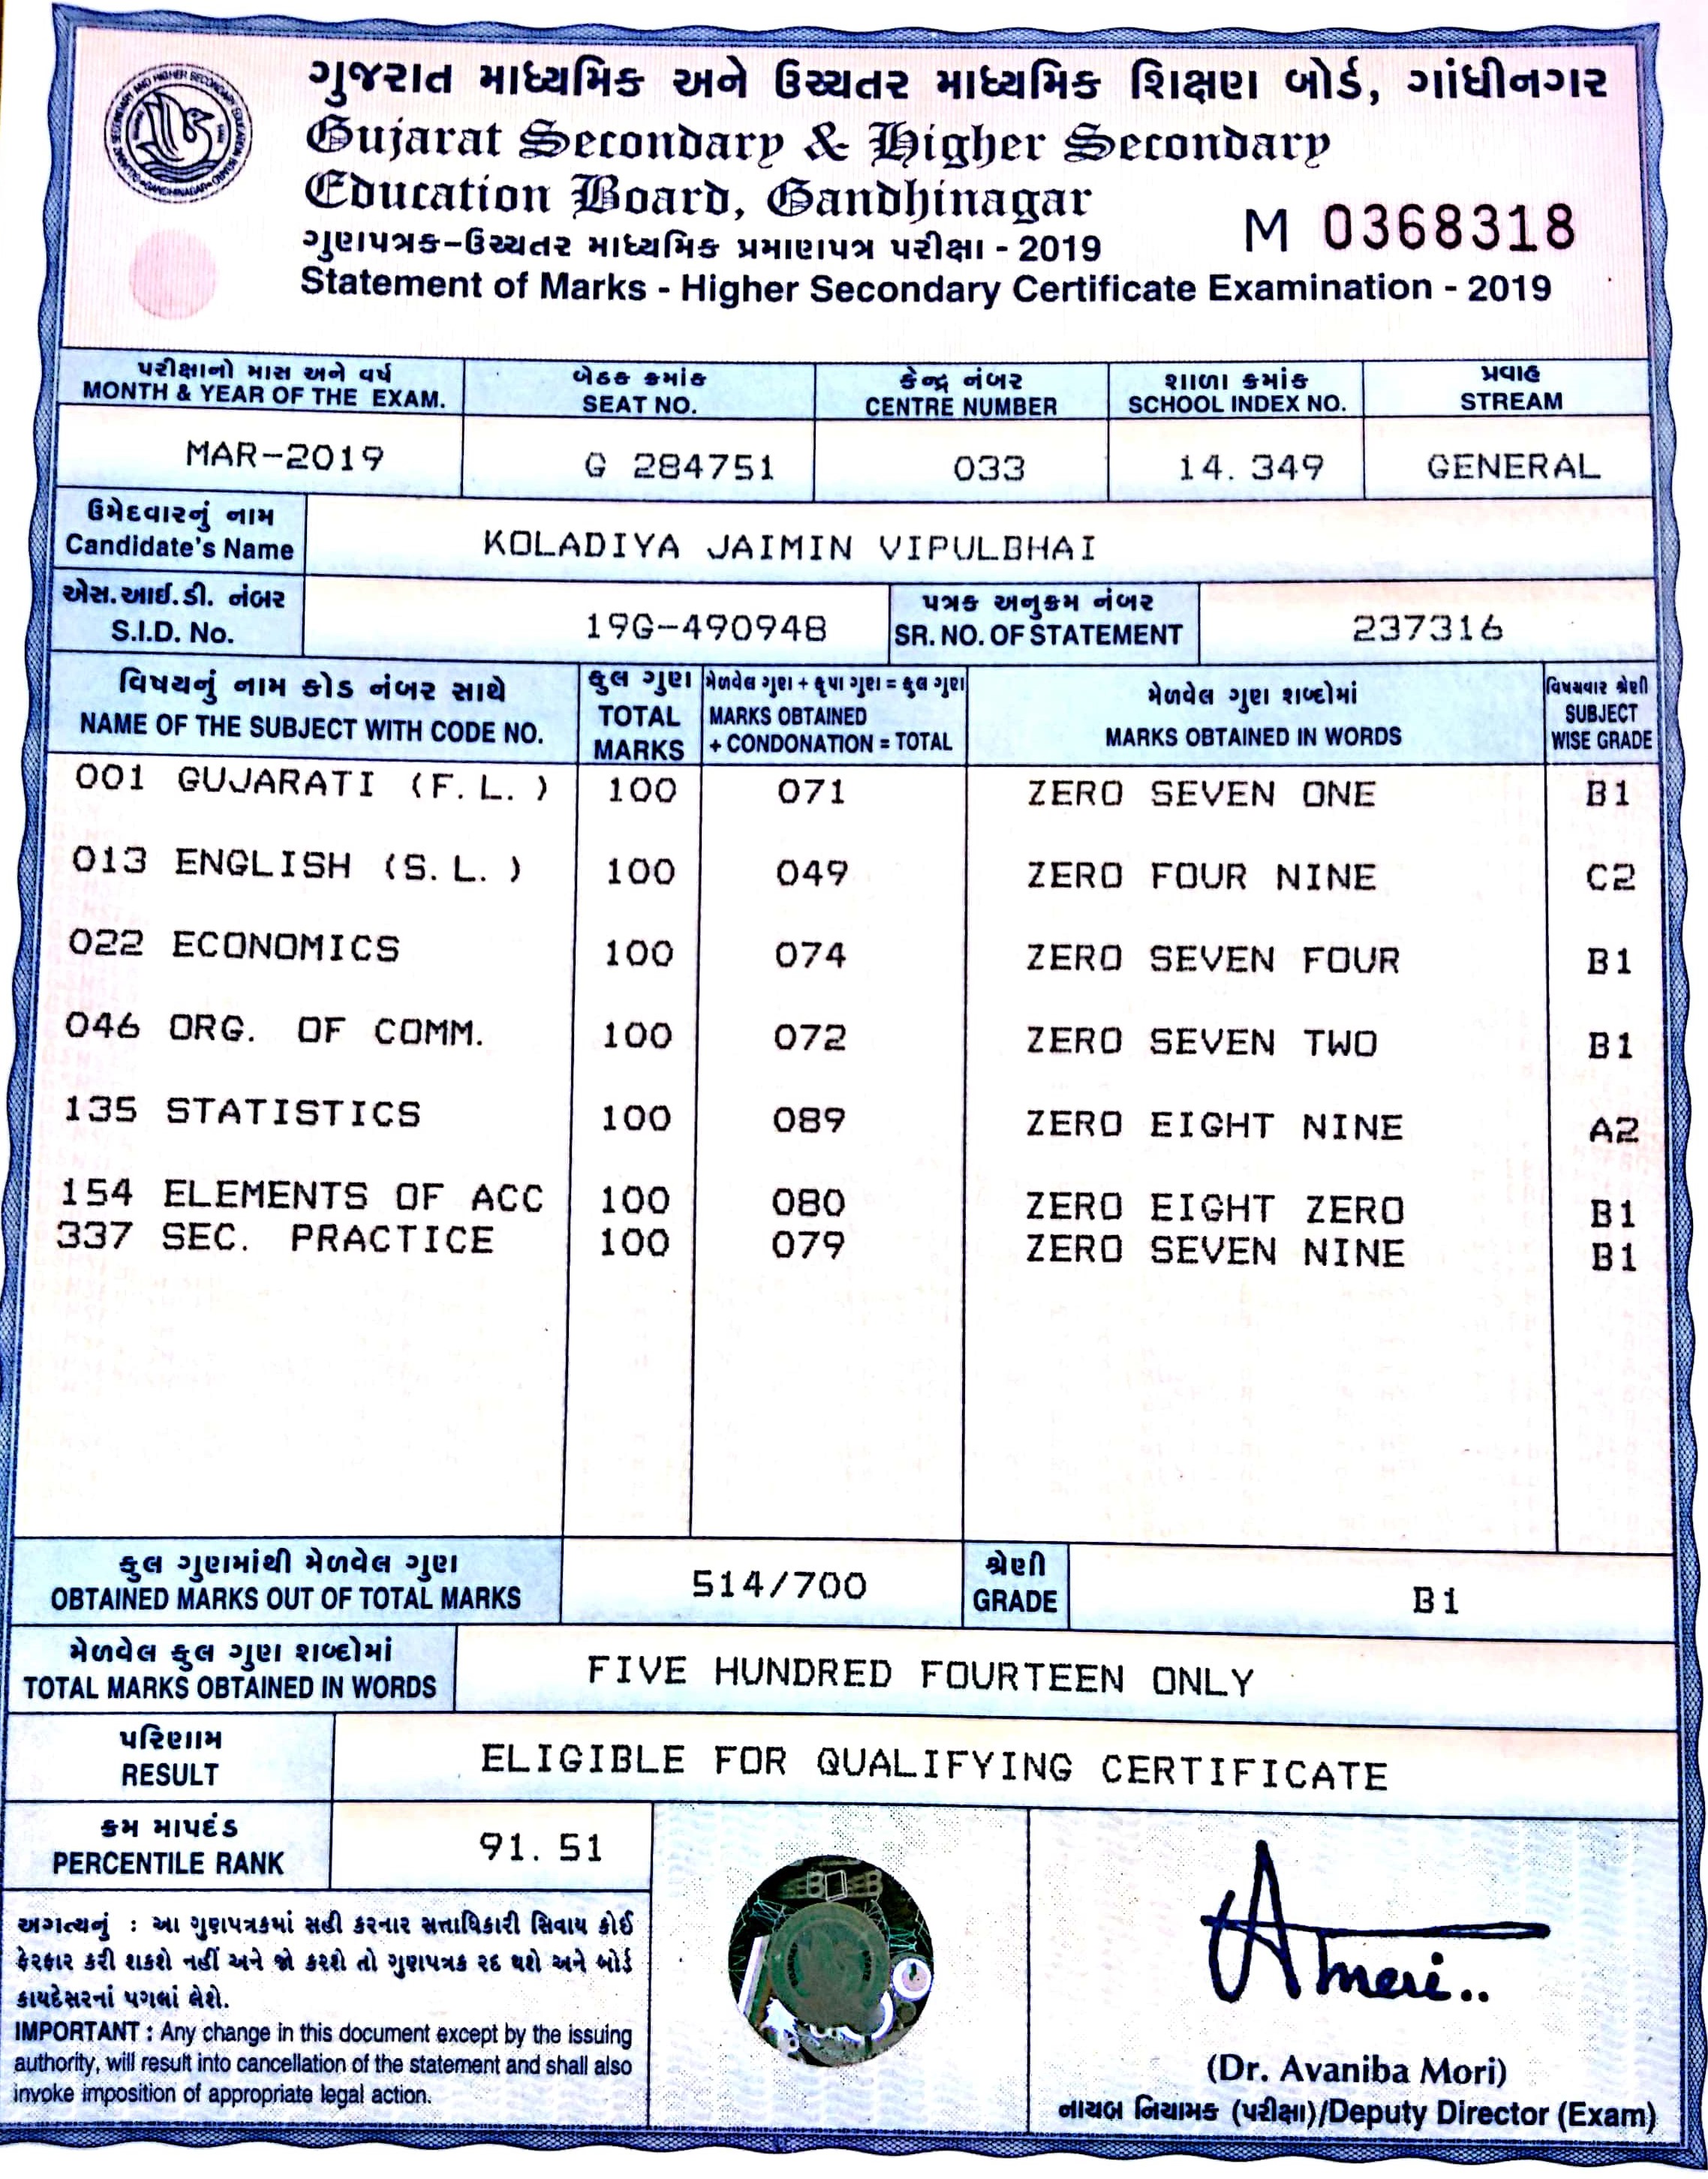 ગુજરાત માધ્યમિક અને ઉચ્ચતર માધ્યમિક શિક્ષણ બોર્ડ, ગાંધીનગર
Gujarat Secondary & Higher Secondary
Education Board, Gandhinagar
M 0368318
ગુણપત્રક-ઉચ્ચતર માધ્યમિક પ્રમાણપત્ર પરીક્ષા - 2019
Statement of Marks - Higher Secondary Certificate Examination - 2019
પરીક્ષાનો માસ અને વર્ષ બેઠક ક્રમાંક કેન્દ્ર નંબર શાળા ક્રમાંક પ્રવાહ
MONTH & YEAR OF THE EXAM. SEAT NO. CENTRE NUMBER SCHOOL INDEX NO. STREAM
MAR-2019 G 284751 033 14. 349 GENERAL
ઉમેદવારનું નામ
Candidate's Name KOLADIYA JAIMIN VIPULBHAI
એસ.આઈ.ડી. નંબર પત્રક અનુક્રમ નંબર
S.I.D. No. 19G-490948 SR. NO. OF STATEMENT 237316
વિષયનું નામ કોડ નંબર સાથે કુલ ગુણ મેળવેલ ગુણ + કૃપા ગુણ = કુલ ગુણ મેળવેલ ગુણ શબ્દોમાં વિષયવાર શ્રેણી
NAME OF THE SUBJECT WITH CODE NO. TOTAL MARKS MARKS OBTAINED + CONDONATION = TOTAL MARKS OBTAINED IN WORDS SUBJECT WISE GRADE
001 GUJARATI (F. L. ) 100 071 ZERO SEVEN ONE B1
013 ENGLISH (S. L. ) 100 049 ZERO FOUR NINE C2
022 ECONOMICS 100 074 ZERO SEVEN FOUR B1
046 ORG. OF COMM. 100 072 ZERO SEVEN TWO B1
135 STATISTICS 100 089 ZERO EIGHT NINE A2
154 ELEMENTS OF ACC 100 080 ZERO EIGHT ZERO B1
337 SEC. PRACTICE 100 079 ZERO SEVEN NINE B1
કુલ ગુણમાંથી મેળવેલ ગુણ શ્રેણી
OBTAINED MARKS OUT OF TOTAL MARKS 514/700 GRADE B1
મેળવેલ કુલ ગુણ શબ્દોમાં
TOTAL MARKS OBTAINED IN WORDS FIVE HUNDRED FOURTEEN ONLY
પરિણામ
RESULT ELIGIBLE FOR QUALIFYING CERTIFICATE
ક્રમ માપદંડ
PERCENTILE RANK 91. 51
અગત્યનું : આ ગુણપત્રકમાં સહી કરનાર સત્તાધિકારી સિવાય કોઈ
ફેરફાર કરી શકશે નહીં અને જો કરશે તો ગુણપત્રક રદ થશે અને બોર્ડ
કાયદેસરનાં પગલાં લેશે.
IMPORTANT : Any change in this document except by the issuing
authority, will result into cancellation of the statement and shall also
invoke imposition of appropriate legal action.
(Dr. Avaniba Mori)
નાયબ નિયામક (પરીક્ષા)/Deputy Director (Exam)